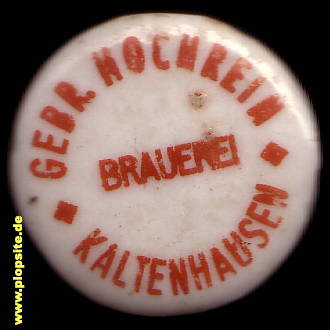 GEBR. HOCHREIN
BRAUEREI
KALTENHAUSEN
www.plopsite.de